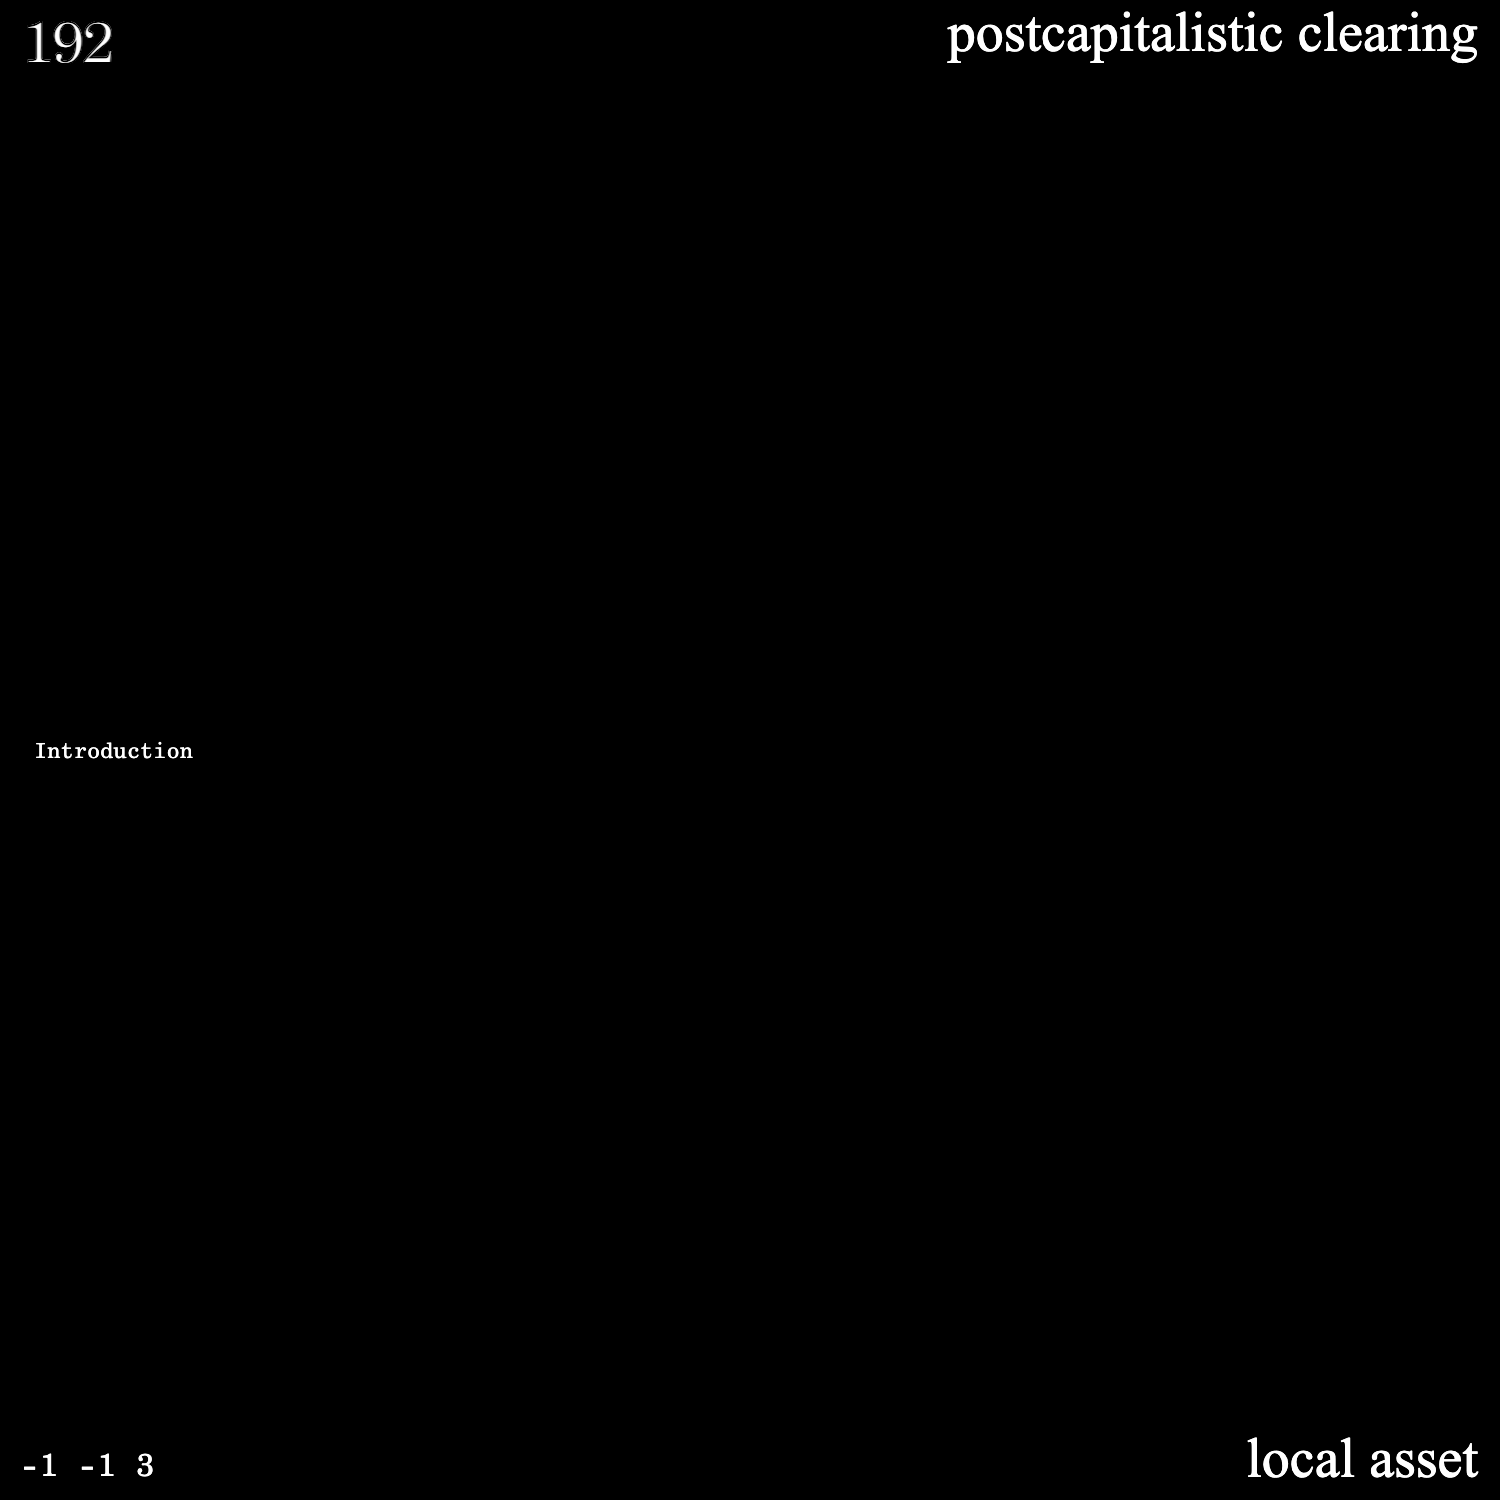 192
postcapitalistic clearing
Introduction
-1 -1 3
local asset